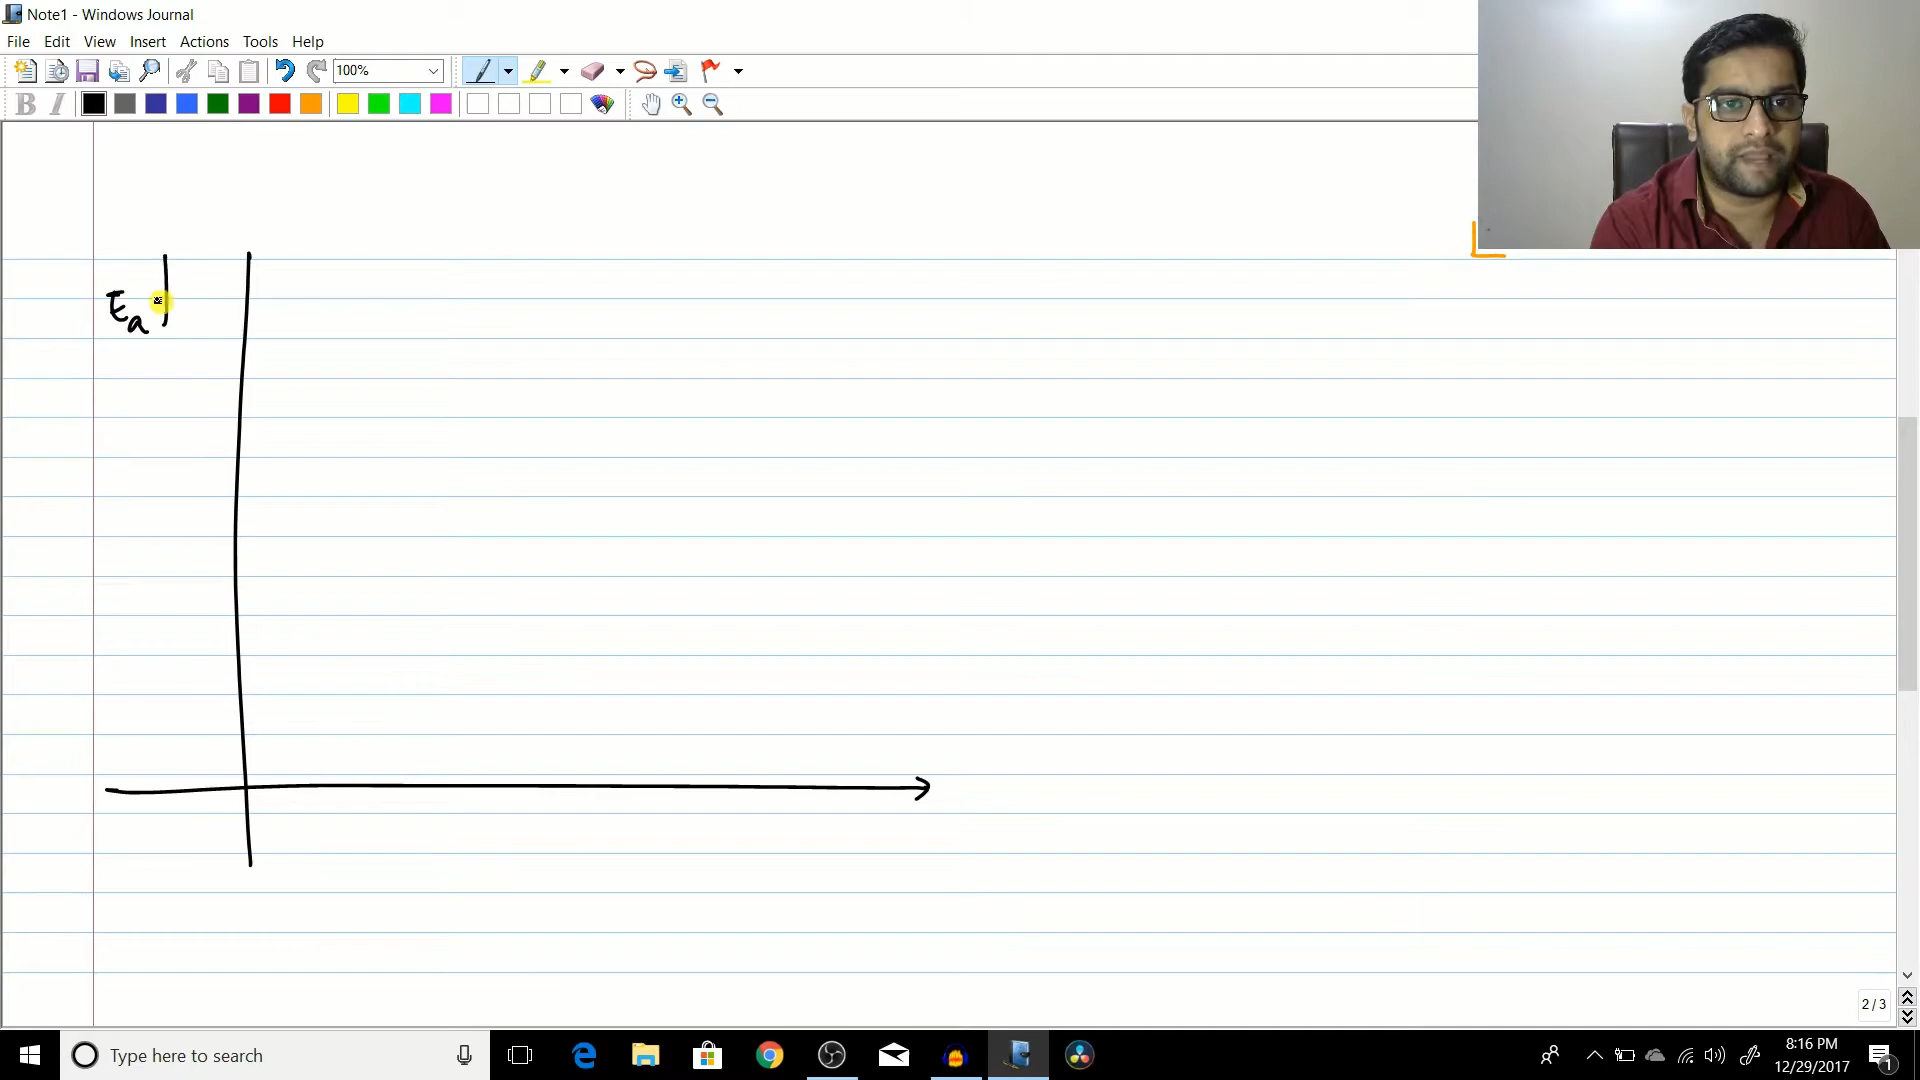 Note1 - Windows Journal
File Edit View Insert Actions Tools Help
100%
B I
Ea
2 / 3
Type here to search
8:16 PM
12/29/2017
1